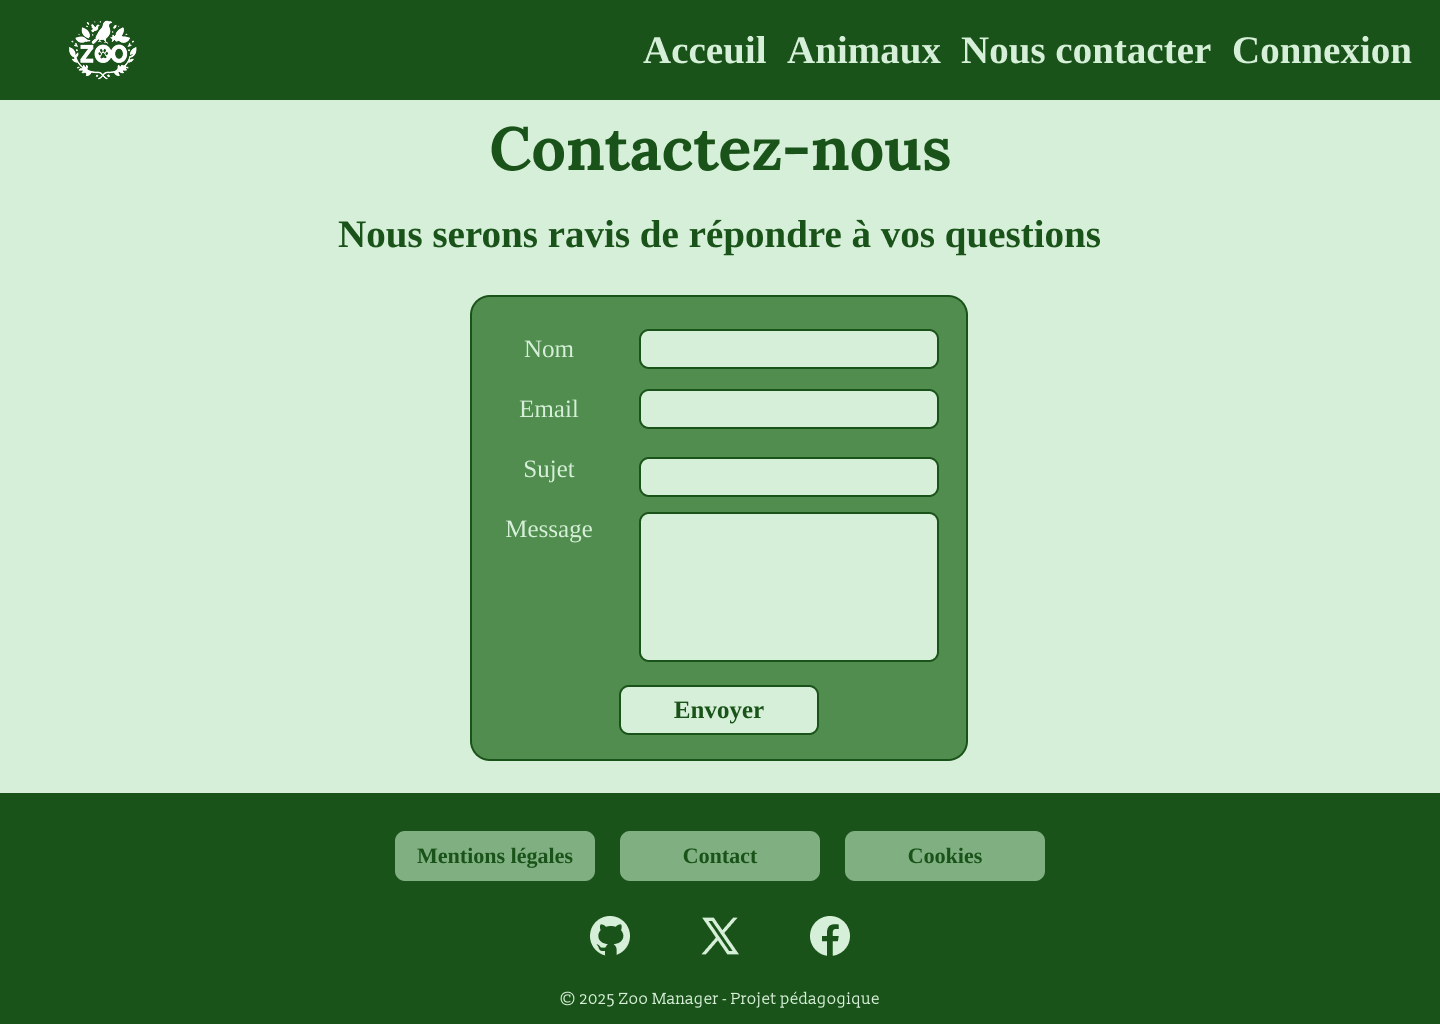 ZOO
Acceuil Animaux Nous contacter Connexion
Contactez-nous
Nous serons ravis de répondre à vos questions
Nom
Email
Sujet
Message
Envoyer
Mentions légales Contact Cookies
© 2025 Zoo Manager - Projet pédagogique